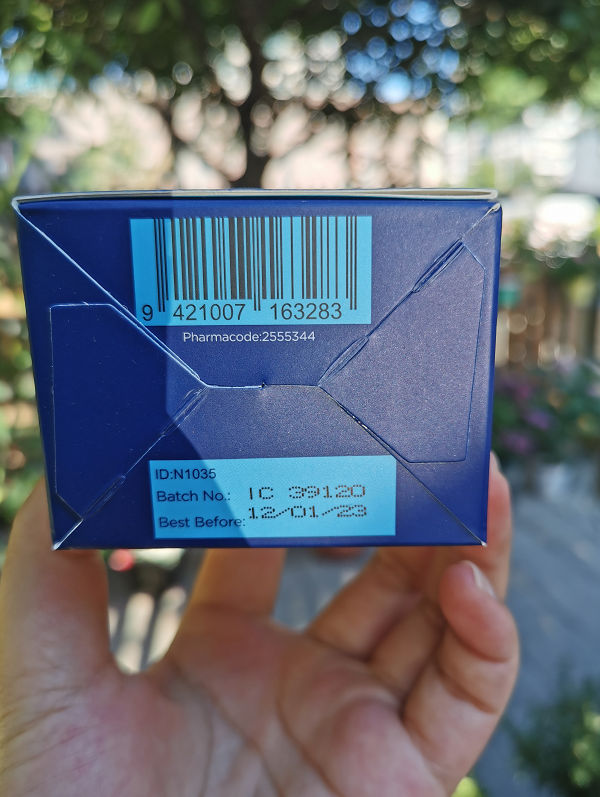 9 421007 163283
Pharmacode:2555344
ID:N1035
Batch No.: IC 39120
Best Before: 12/01/23